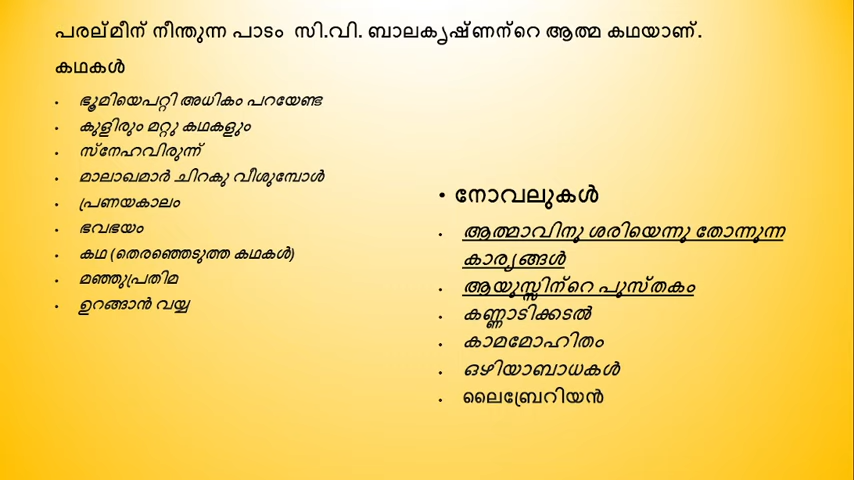 പരല്മീന് നീന്തുന്ന പാടം സി.വി. ബാലകൃഷ്ണന്റെ ആത്മ കഥയാണ്.
കഥകൾ
• ഭൂമിയെപറ്റി അധികം പറയേണ്ട
• കുളിരും മറ്റു കഥകളും
• സ്നേഹവിരുന്ന്
• മാലാഖമാർ ചിറകു വീശുമ്പോൾ
• പ്രണയകാലം
• ഭവഭയം
• കഥ (തെരഞ്ഞെടുത്ത കഥകൾ)
• മഞ്ഞുപ്രതിമ
• ഉറങ്ങാൻ വയ്യ
• നോവലുകൾ
• ആത്മാവിനു ശരിയെന്നു തോന്നുന്ന
കാര്യങ്ങൾ
• ആയുസ്സിന്റെ പുസ്തകം
• കണ്ണാടിക്കടൽ
• കാമമോഹിതം
• ഒഴിയാബാധകൾ
• ലൈബ്രേറിയൻ